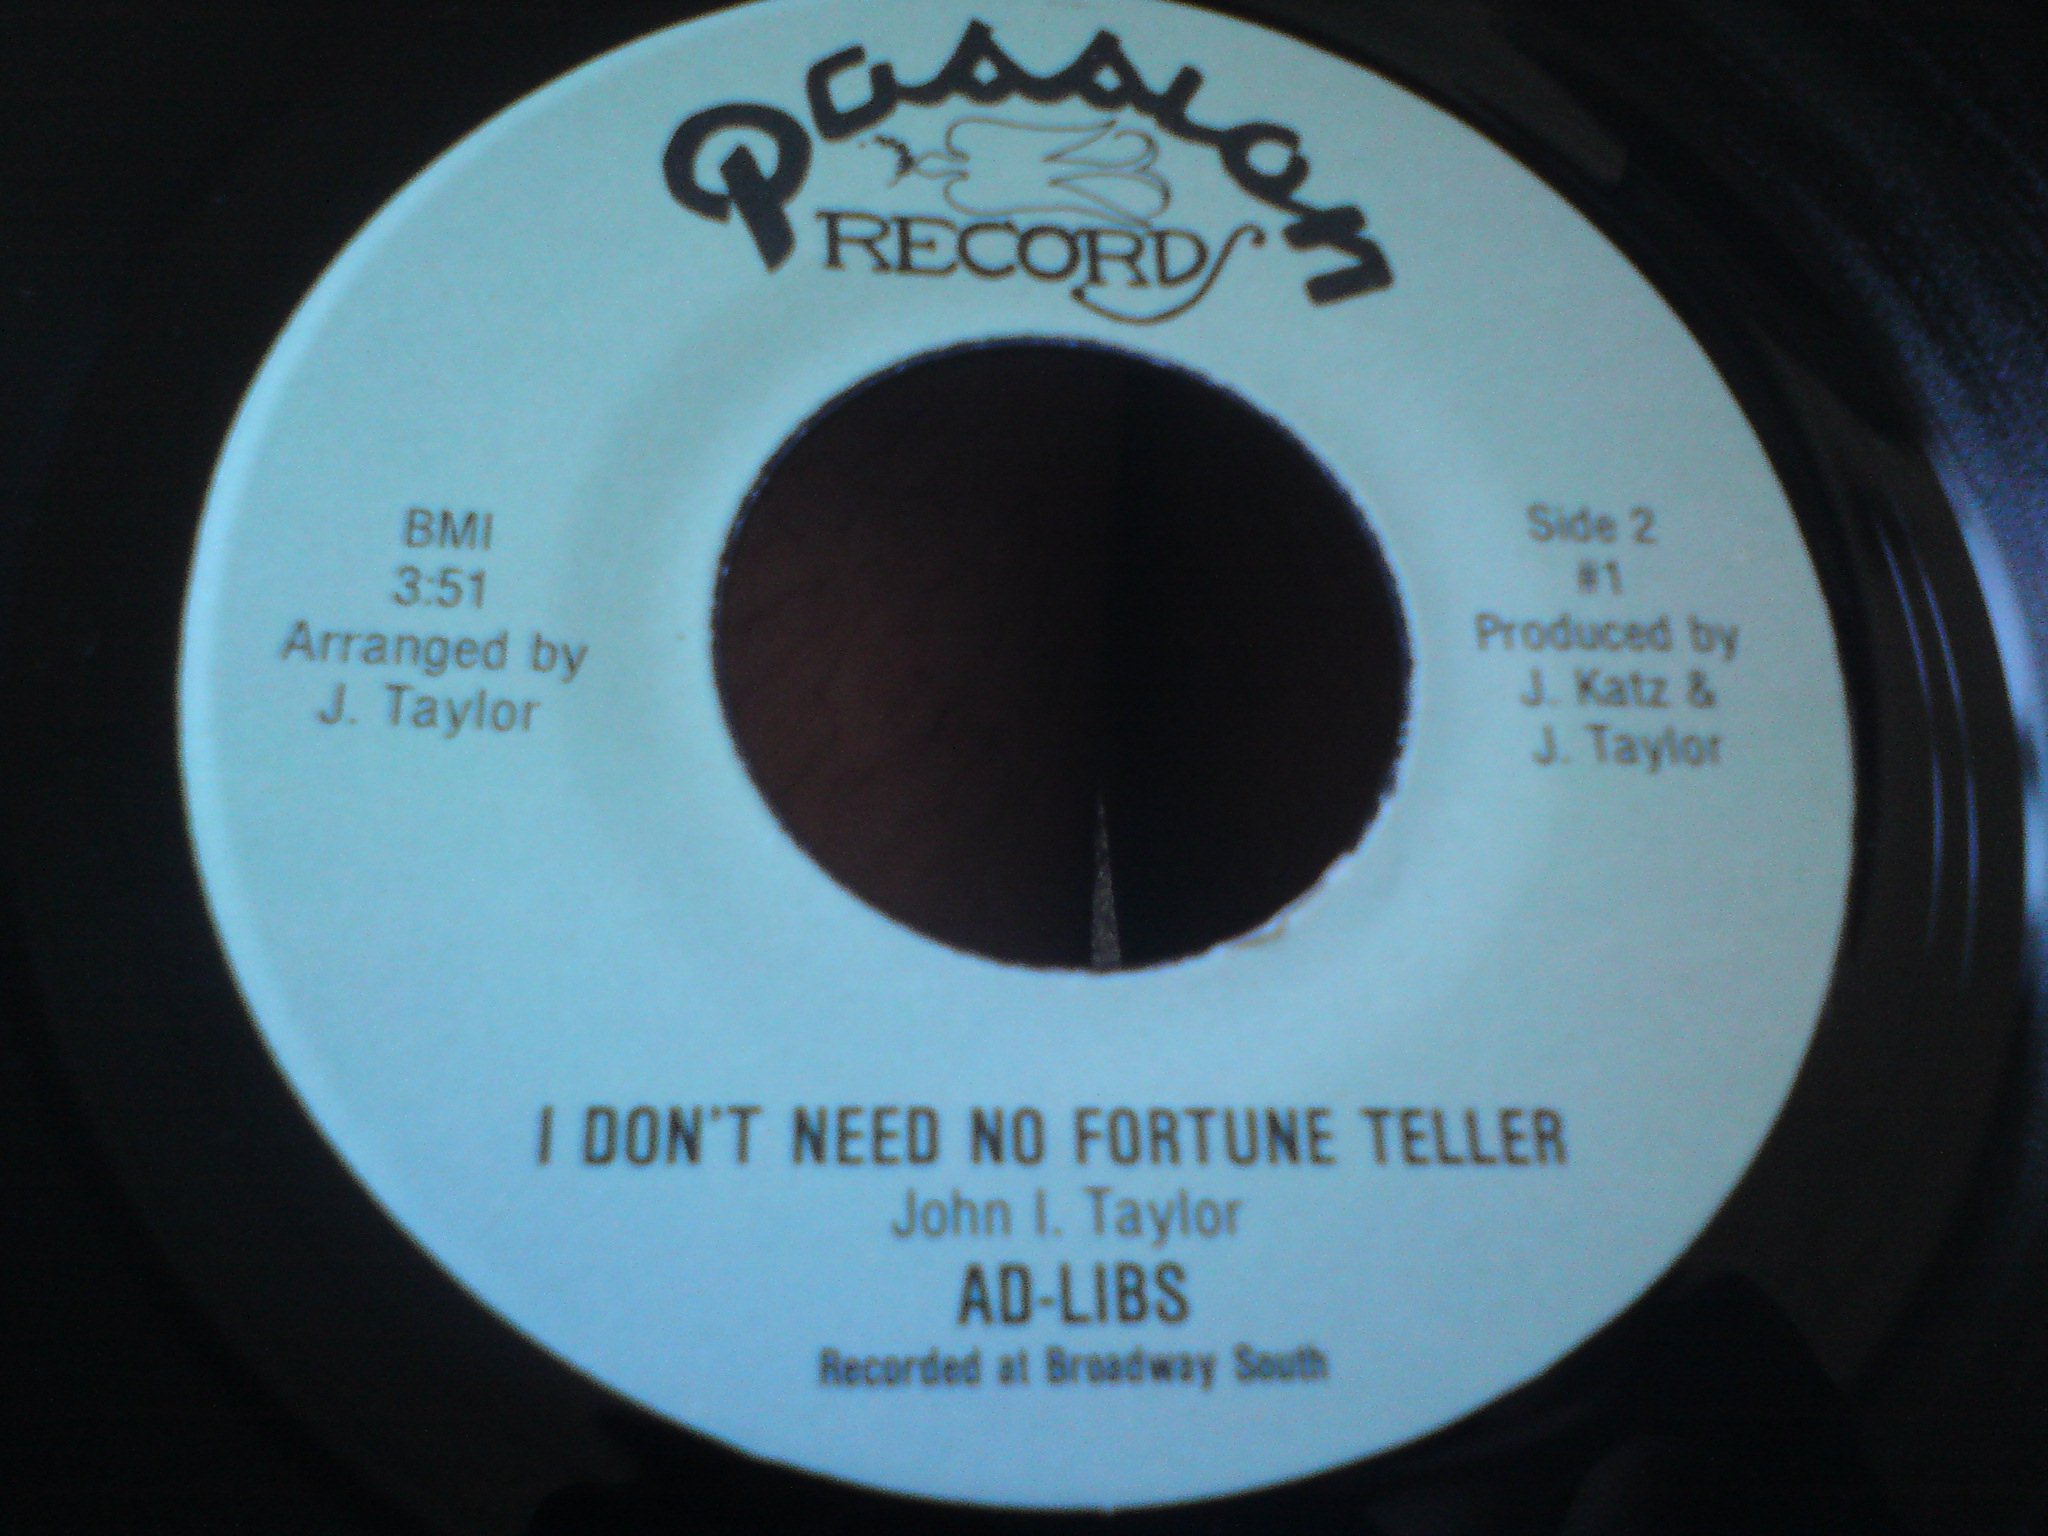 Passion
RECORDS
BMI
3:51
Arranged by
J. Taylor
Side 2
#1
Produced by
J. Katz &
J. Taylor
I DON'T NEED NO FORTUNE TELLER
John I. Taylor
AD-LIBS
Recorded at Broadway South